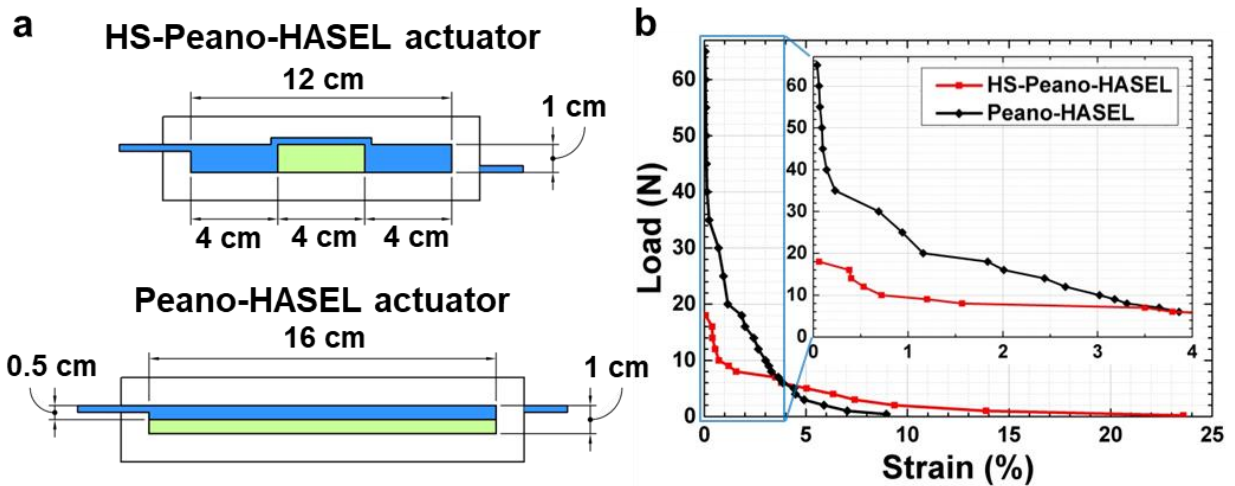 a
HS-Peano-HASEL actuator
12 cm
1 cm
4 cm 4 cm 4 cm
Peano-HASEL actuator
16 cm
0.5 cm
1 cm
b
Load (N)
60
50
40
30
20
10
0
0 5 10 15 20 25
Strain (%)
HS-Peano-HASEL
Peano-HASEL
60
50
40
30
20
10
0
0 1 2 3 4